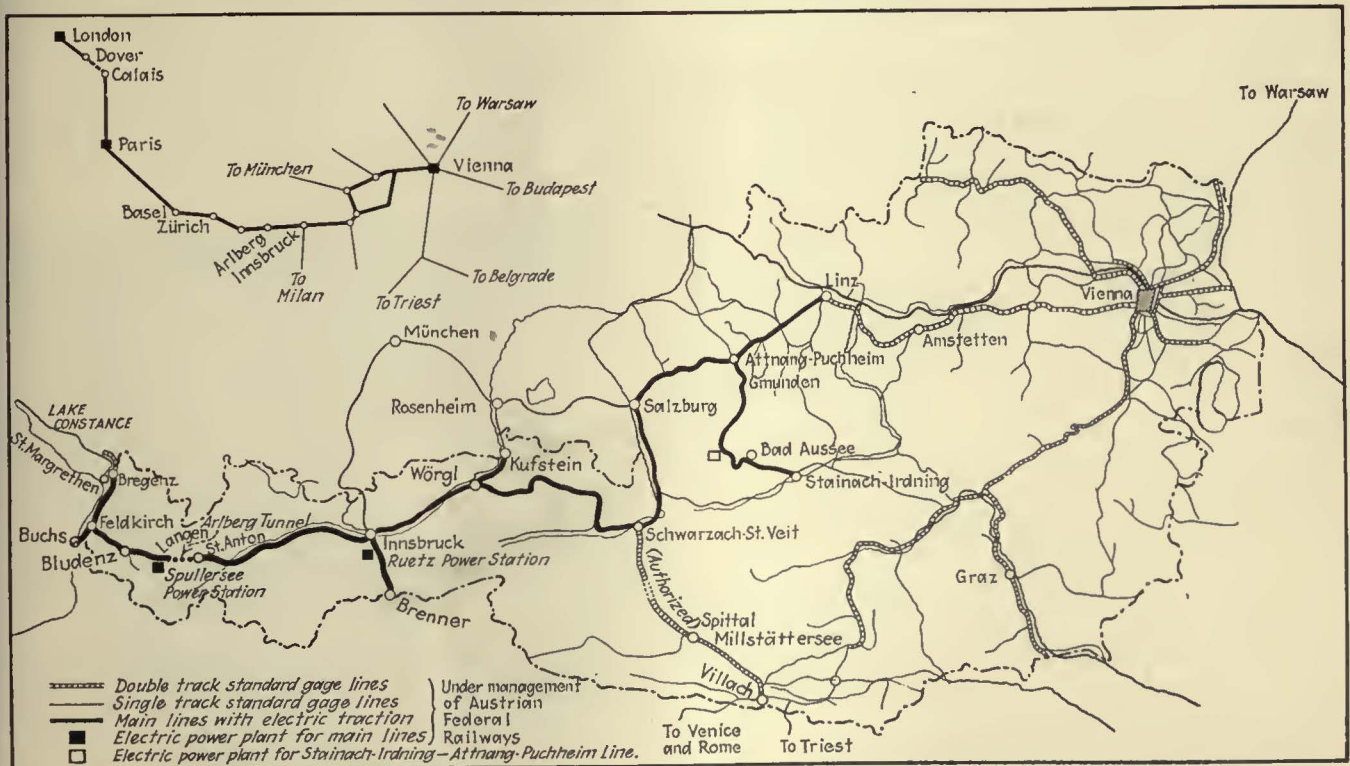 London
Dover
Calais
Paris
Basel
Zürich
Arlberg
Innsbruck
To Milan
To München
To Warsaw
Vienna
To Budapest
To Belgrade
To Triest
To Warsaw
LAKE
CONSTANCE
St. Margrethen
Bregenz
Buchs
Feldkirch
Bludenz
Langen
Arlberg Tunnel
St. Anton
Spullersee
Power Station
München
Rosenheim
Kufstein
Wörgl
Innsbruck
Ruetz Power Station
Brenner
Salzburg
Linz
Attnang-Puchheim
Gmunden
Bad Aussee
Stainach-Irdning
Schwarzach-St. Veit
(Authorized)
Spittal
Millstättersee
Villach
To Venice
and Rome
To Triest
Amstetten
Vienna
Graz
Double track standard gage lines
Single track standard gage lines
Main lines with electric traction
Electric power plant for main lines
Under management
of Austrian
Federal
Railways
Electric power plant for Stainach-Irdning—Attnang-Puchheim Line.